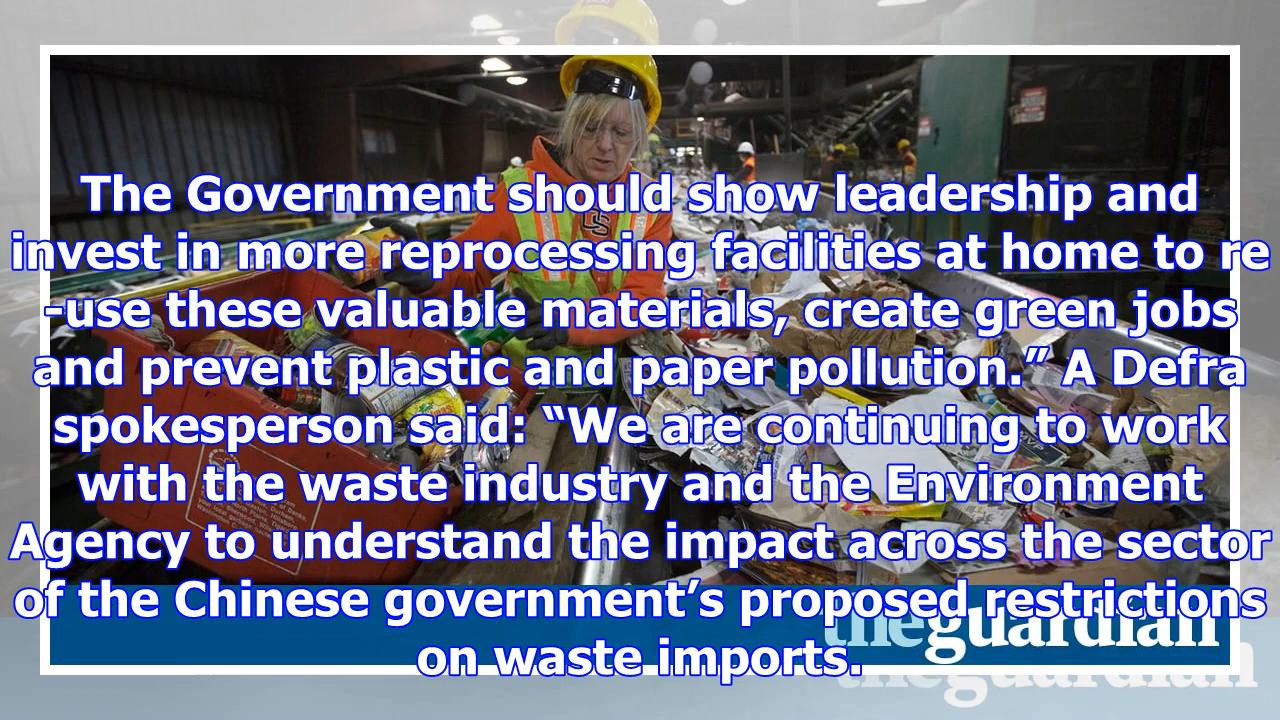 The Government should show leadership and
invest in more reprocessing facilities at home to re
-use these valuable materials, create green jobs
and prevent plastic and paper pollution.” A Defra
spokesperson said: “We are continuing to work
with the waste industry and the Environment
Agency to understand the impact across the sector
of the Chinese government’s proposed restrictions
on waste imports.
theguardian
theguardian